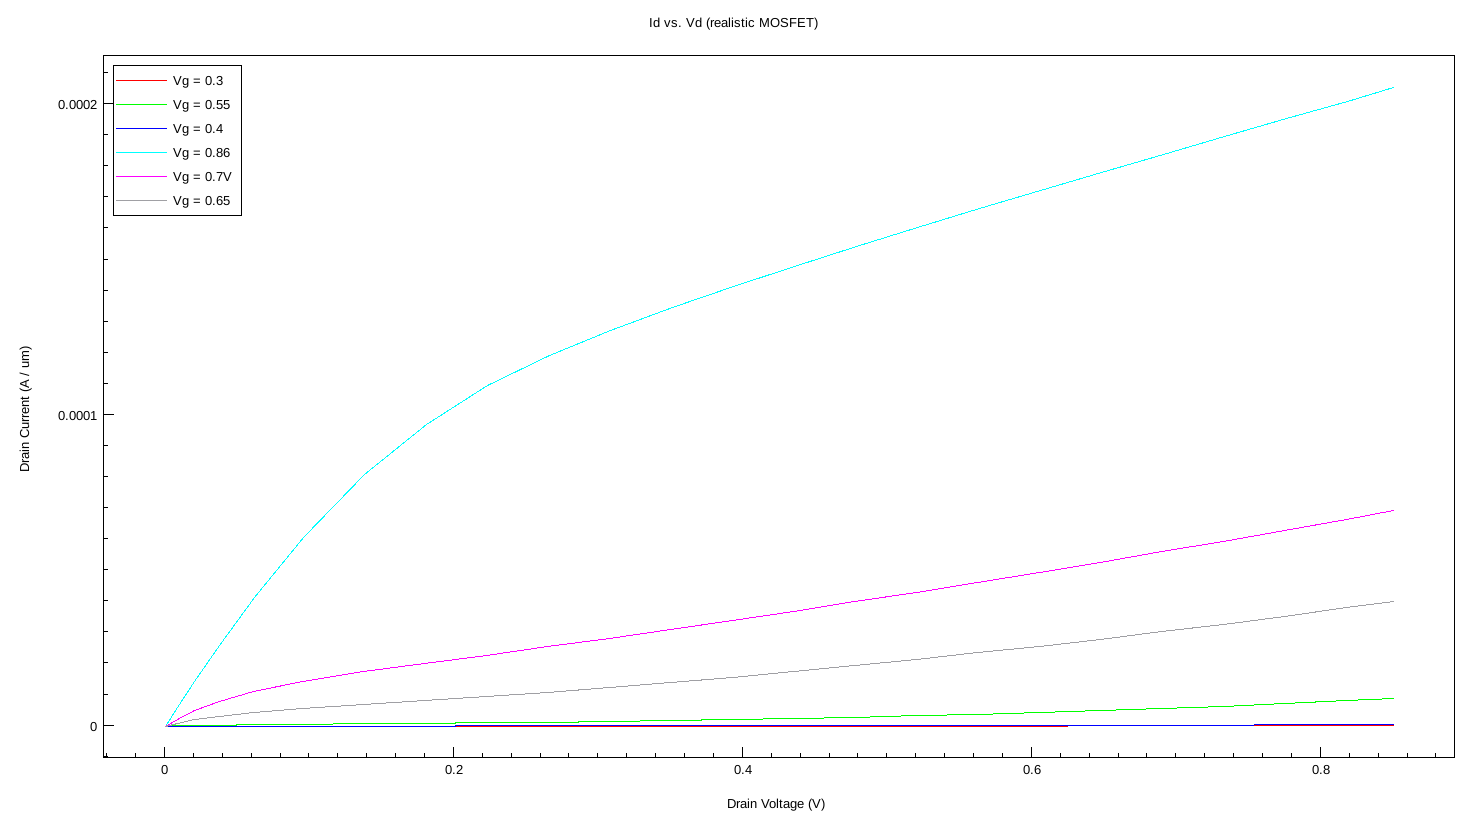 Id vs. Vd (realistic MOSFET)
Vg = 0.3
Vg = 0.55
Vg = 0.4
Vg = 0.86
Vg = 0.7V
Vg = 0.65
0.0002
0.0001
0
Drain Current (A / um)
0 0.2 0.4 0.6 0.8
Drain Voltage (V)